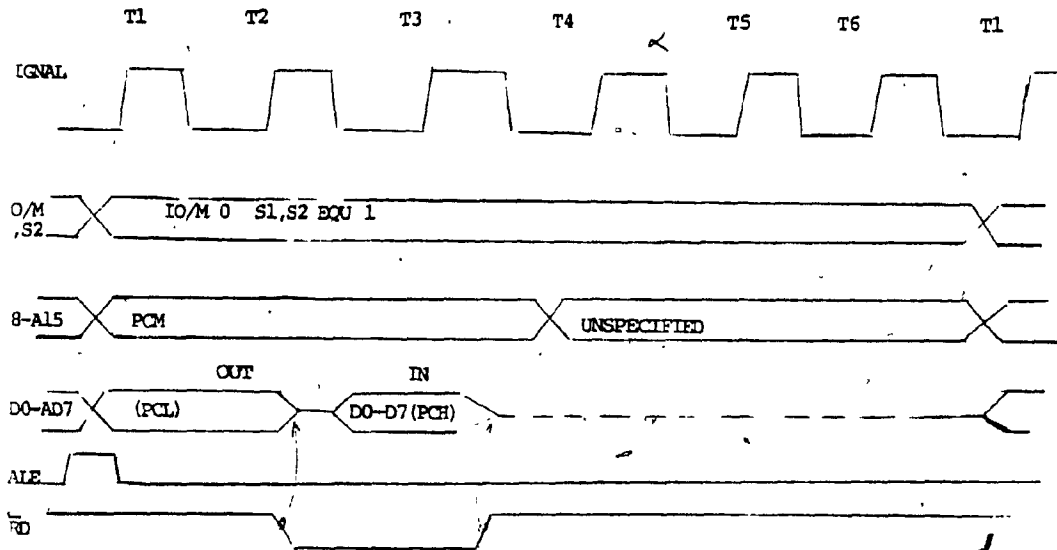 T1 T2 T3 T4 T5 T6 T1
IGNAL
O/M
,S2
IO/M 0 S1,S2 EQU 1
8-A15
PCM
UNSPECIFIED
OUT IN
D0-AD7
(PCL)
D0-D7(PCH)
ALE
RD